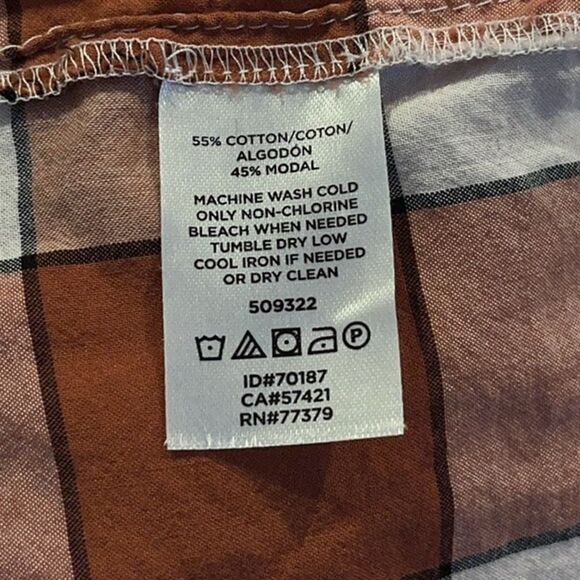 55% COTTON/COTON/
ALGODÓN
45% MODAL
MACHINE WASH COLD
ONLY NON-CHLORINE
BLEACH WHEN NEEDED
TUMBLE DRY LOW
COOL IRON IF NEEDED
OR DRY CLEAN
509322
P
ID#70187
CA#57421
RN#77379